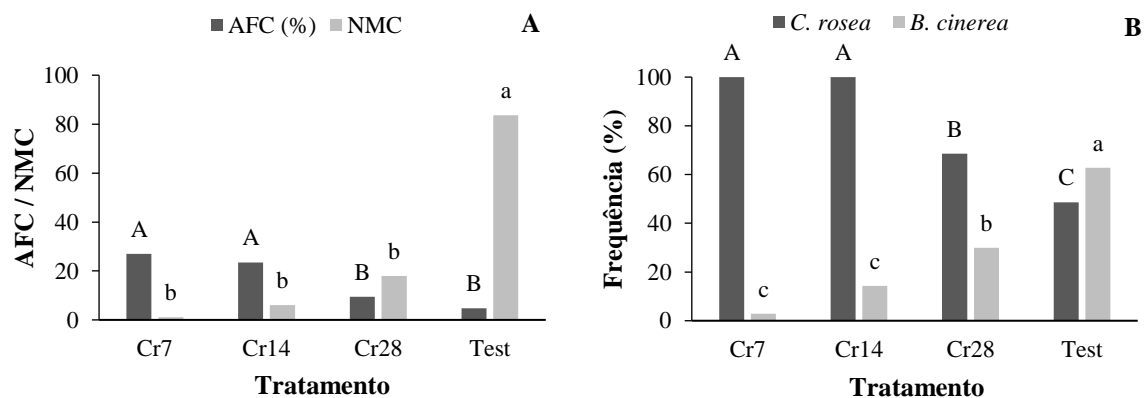 AFC (%) NMC
A
AFC / NMC
100
80
60
40
20
0
A
b
A
b
B
b
B
a
Cr7 Cr14 Cr28 Test
Tratamento
C. rosea B. cinerea
B
Frequência (%)
100
80
60
40
20
0
A
c
A
c
B
b
C
a
Cr7 Cr14 Cr28 Test
Tratamento